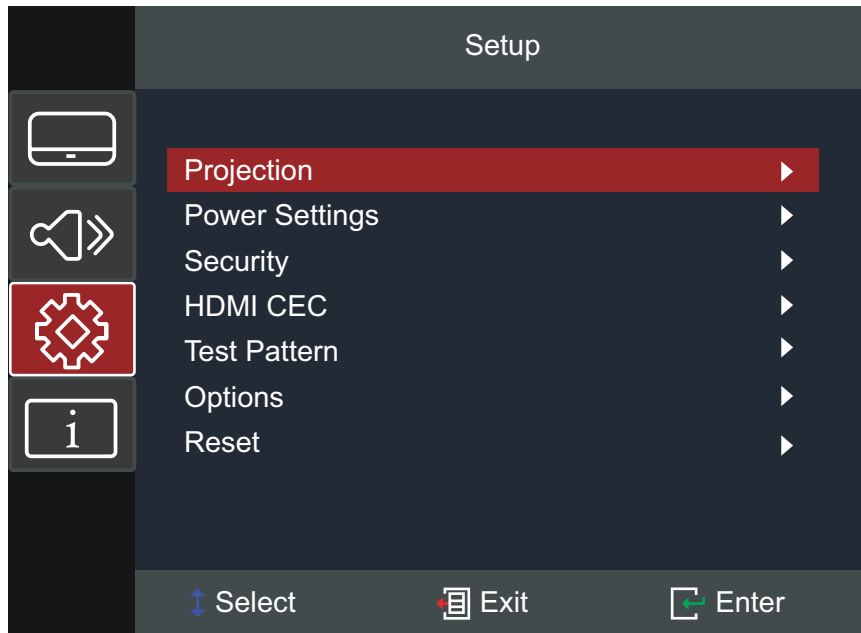 Setup
Projection
Power Settings
Security
HDMI CEC
Test Pattern
Options
i
Reset
Select Exit Enter